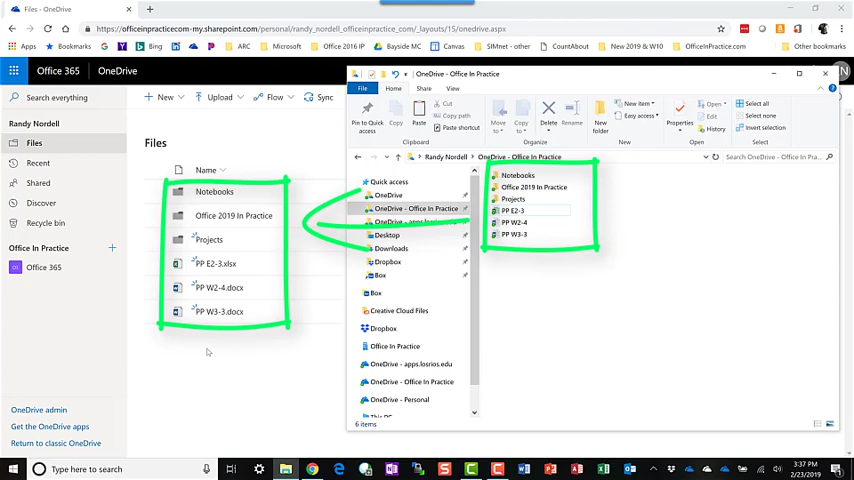 Files - OneDrive
https://officeinpracticecom-my.sharepoint.com/personal/randy_nordell_officeinpractice_com/_layouts/15/onedrive.aspx
Apps
Bookmarks
Bing
ARC
Microsoft
Office 2016 IP
Canvas
Bayside MC
SIMnet - other
CountAbout
New 2019 & W10
OfficeInPractice.com
Other bookmarks
Office 365
OneDrive
N
Search everything
New
Upload
Flow
Sync
Randy Nordell
Files
Recent
Shared
Discover
Recycle bin
Office In Practice
Office 365
OneDrive admin
Get the OneDrive apps
Return to classic OneDrive
Files
Name
Notebooks
Office 2019 In Practice
Projects
PP E2-3.xlsx
PP W2-4.docx
PP W3-3.docx
OneDrive - Office In Practice
File
Home
Share
View
Pin to Quick access
Copy
Paste
Cut
Copy path
Paste shortcut
Clipboard
Move to
Copy to
Delete
Rename
Organize
New folder
New item
Easy access
New
Properties
Open
Edit
History
Open
Select all
Select none
Invert selection
Select
Randy Nordell
OneDrive - Office In Practice
Search OneDrive - Office In P...
Quick access
OneDrive
OneDrive - Office In Practice
OneDrive - apps.losrios.edu
Desktop
Downloads
Dropbox
Box
Box
Creative Cloud Files
Dropbox
Office In Practice
OneDrive - apps.losrios.edu
OneDrive - Office In Practice
OneDrive - Personal
This PC
Notebooks
Office 2019 In Practice
Projects
PP E2-3
PP W2-4
PP W3-3
6 items
Type here to search
3:37 PM
2/23/2019